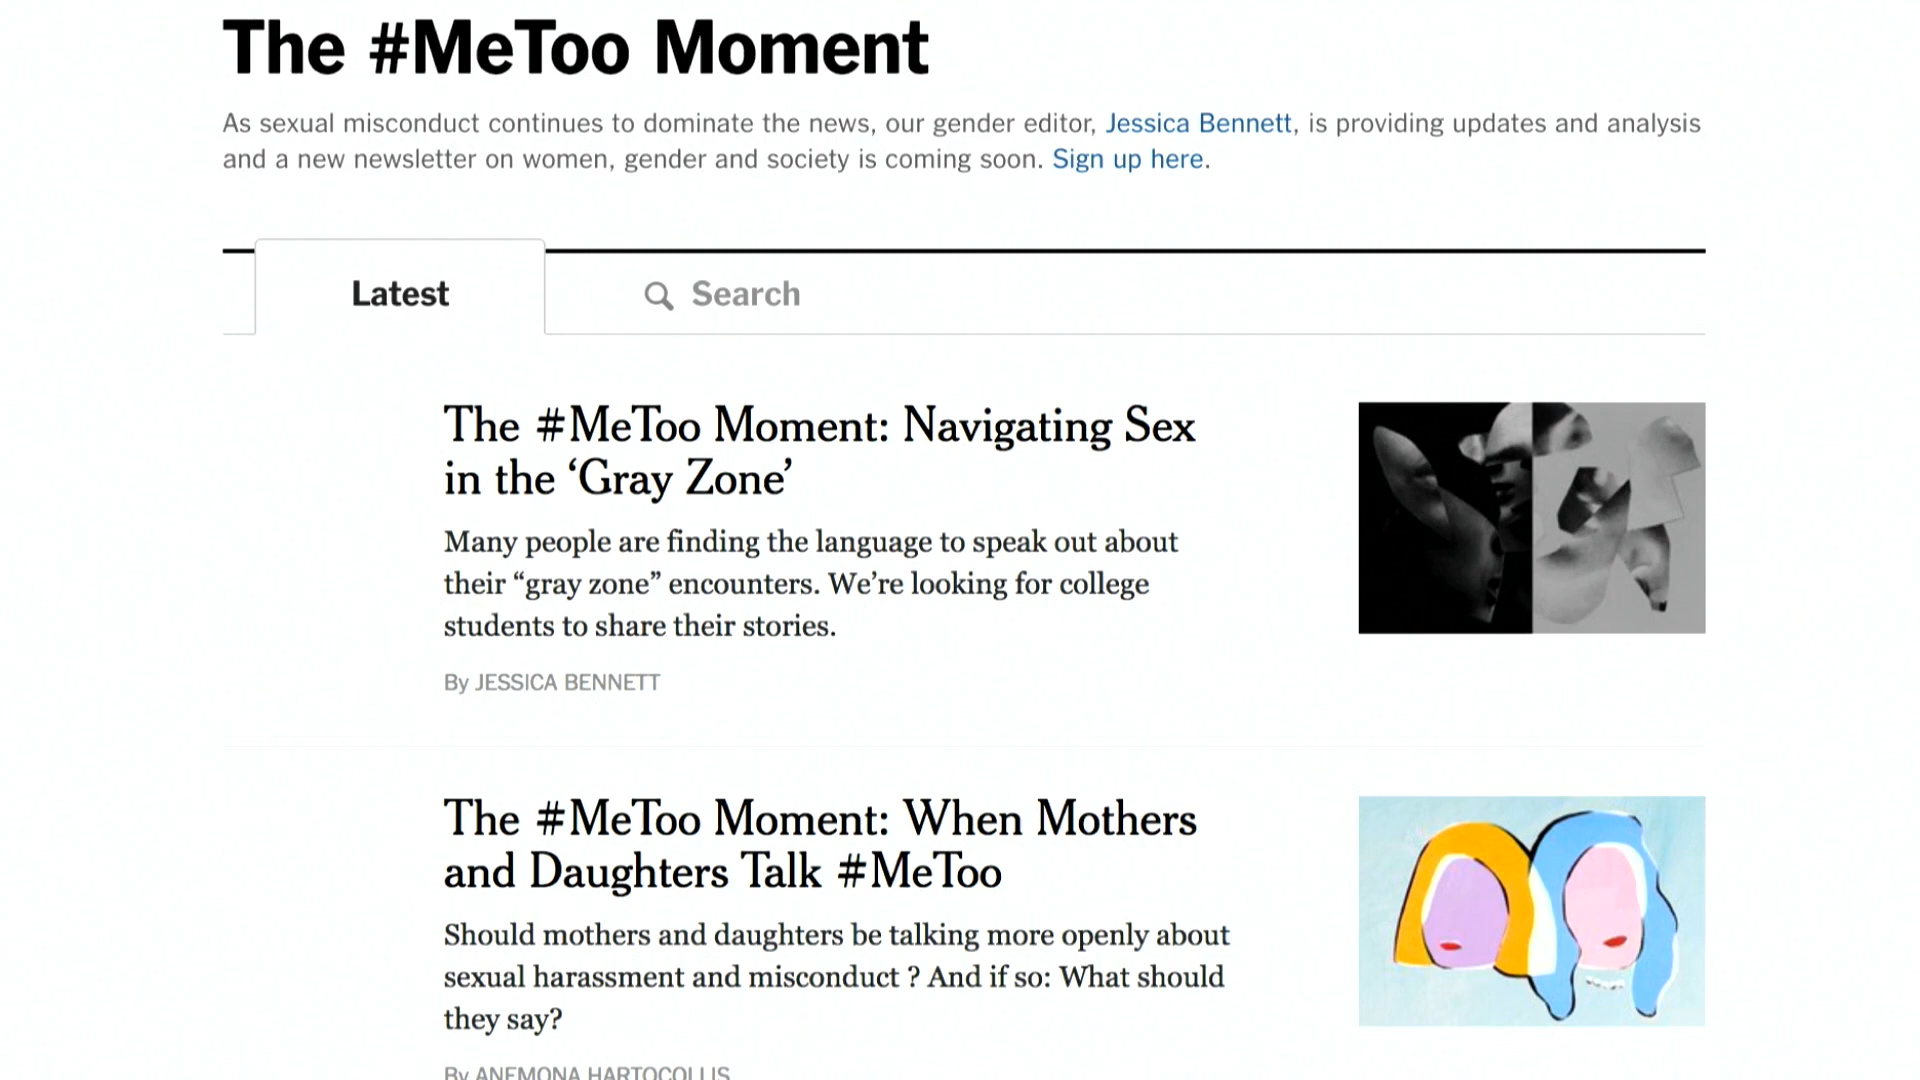 The #MeToo Moment
As sexual misconduct continues to dominate the news, our gender editor, Jessica Bennett, is providing updates and analysis
and a new newsletter on women, gender and society is coming soon. Sign up here.
Latest
Search
The #MeToo Moment: Navigating Sex
in the ‘Gray Zone’
Many people are finding the language to speak out about
their “gray zone” encounters. We’re looking for college
students to share their stories.
By JESSICA BENNETT
The #MeToo Moment: When Mothers
and Daughters Talk #MeToo
Should mothers and daughters be talking more openly about
sexual harassment and misconduct ? And if so: What should
they say?
By ANEMONA HARTOCOLLIS